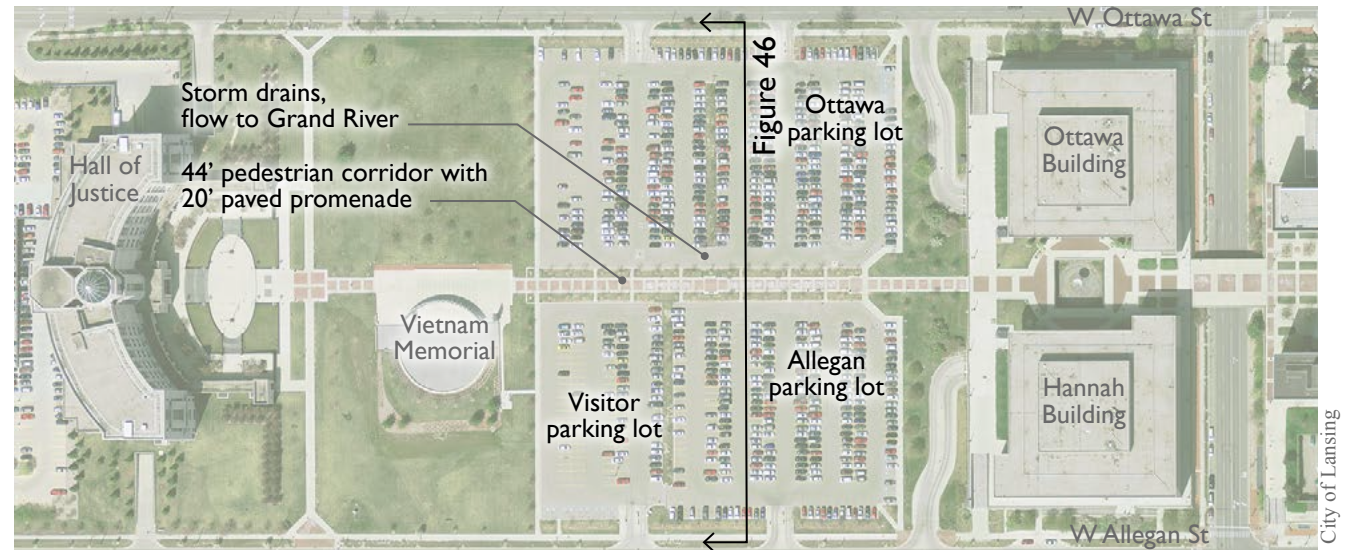 W Ottawa St
Storm drains,
flow to Grand River
44' pedestrian corridor with
20' paved promenade
Hall of
Justice
Vietnam
Memorial
Figure 46
Ottawa
parking lot
Ottawa
Building
Visitor
parking lot
Allegan
parking lot
Hannah
Building
W Allegan St
City of Lansing